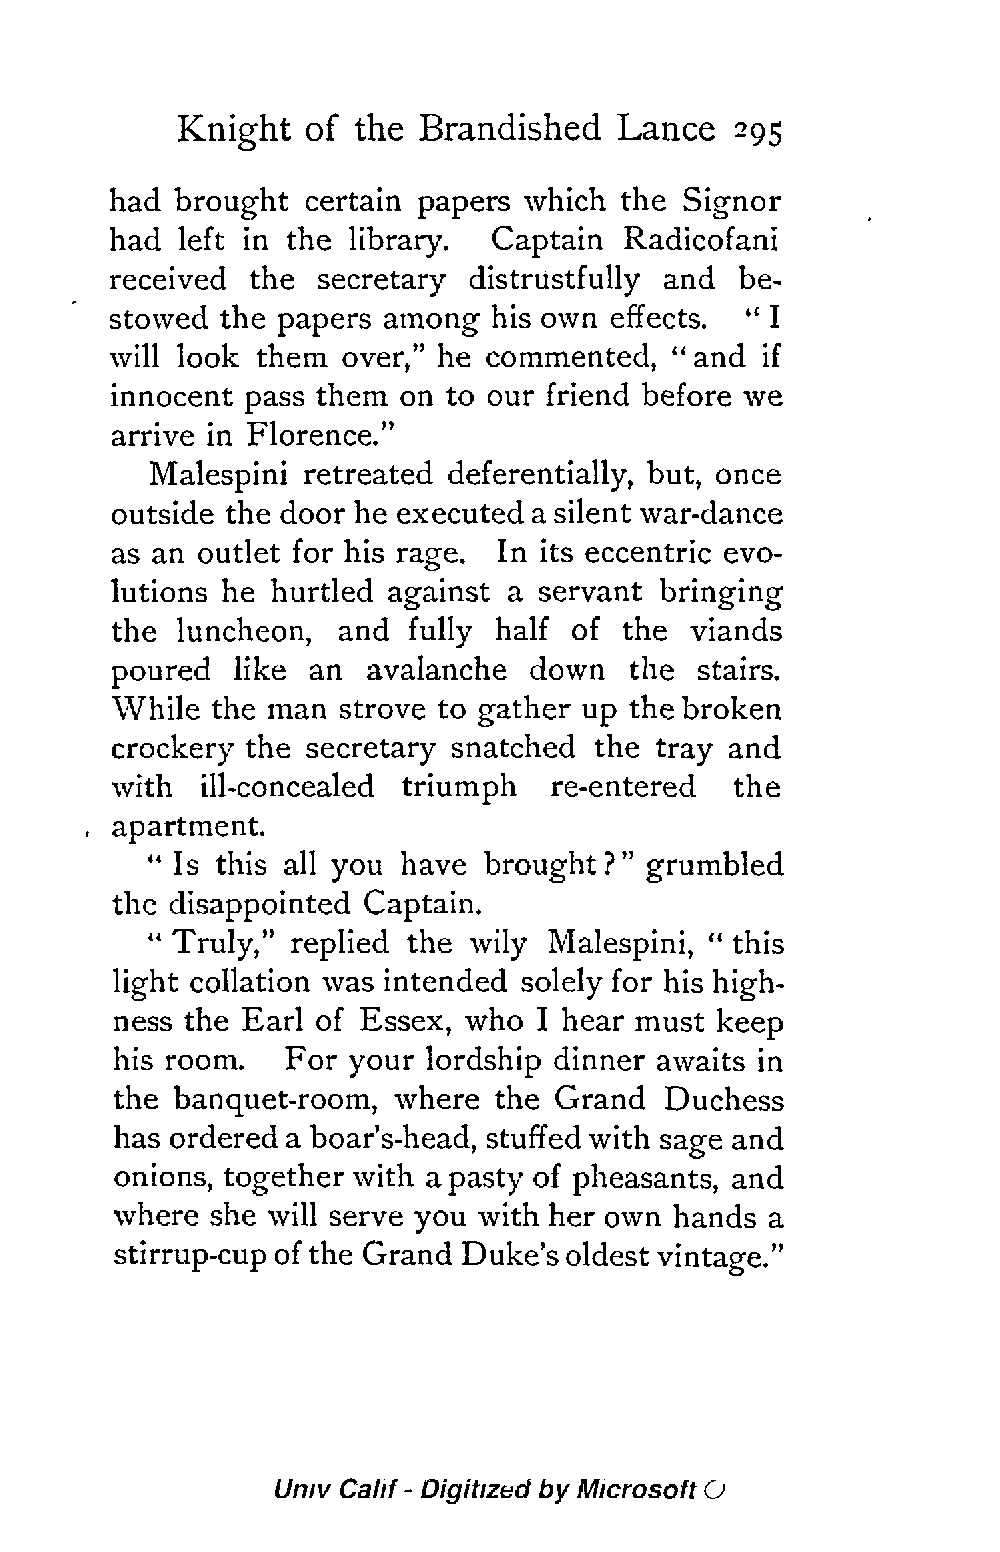 Knight of the Brandished Lance 295
had brought certain papers which the Signor
had left in the library. Captain Radicofani
received the secretary distrustfully and be-
stowed the papers among his own effects. " I
will look them over," he commented, " and if
innocent pass them on to our friend before we
arrive in Florence."
Malespini retreated deferentially, but, once
outside the door he executed a silent war-dance
as an outlet for his rage. In its eccentric evo-
lutions he hurtled against a servant bringing
the luncheon, and fully half of the viands
poured like an avalanche down the stairs.
While the man strove to gather up the broken
crockery the secretary snatched the tray and
with ill-concealed triumph re-entered the
apartment.
" Is this all you have brought ? " grumbled
the disappointed Captain.
" Truly," replied the wily Malespini, " this
light collation was intended solely for his high-
ness the Earl of Essex, who I hear must keep
his room. For your lordship dinner awaits in
the banquet-room, where the Grand Duchess
has ordered a boar's-head, stuffed with sage and
onions, together with a pasty of pheasants, and
where she will serve you with her own hands a
stirrup-cup of the Grand Duke's oldest vintage."
Univ Calif - Digitized by Microsoft